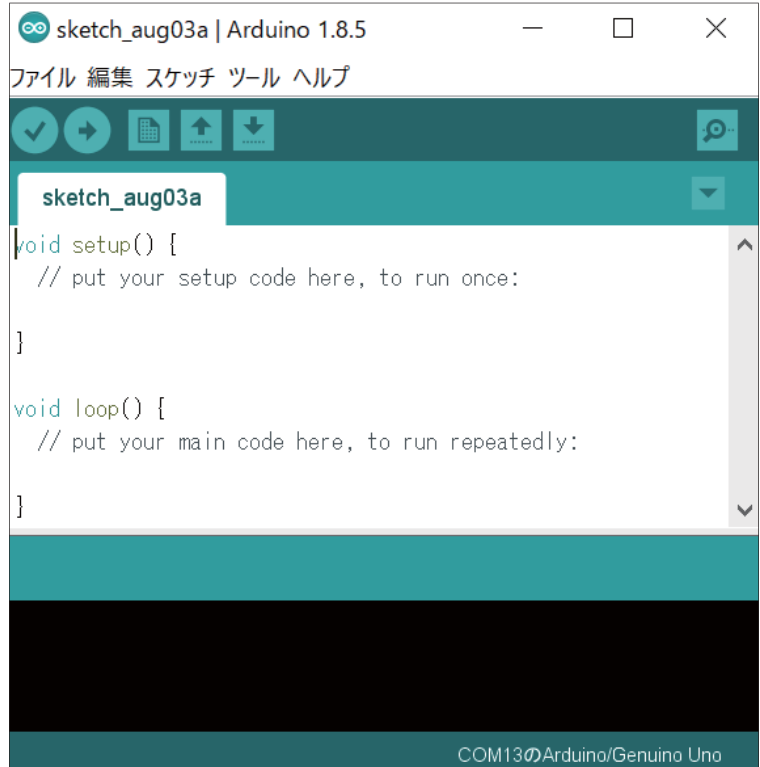 sketch_aug03a | Arduino 1.8.5
ファイル 編集 スケッチ ツール ヘルプ
sketch_aug03a
void setup() {
  // put your setup code here, to run once:
}
void loop() {
  // put your main code here, to run repeatedly:
}
COM13のArduino/Genuino Uno